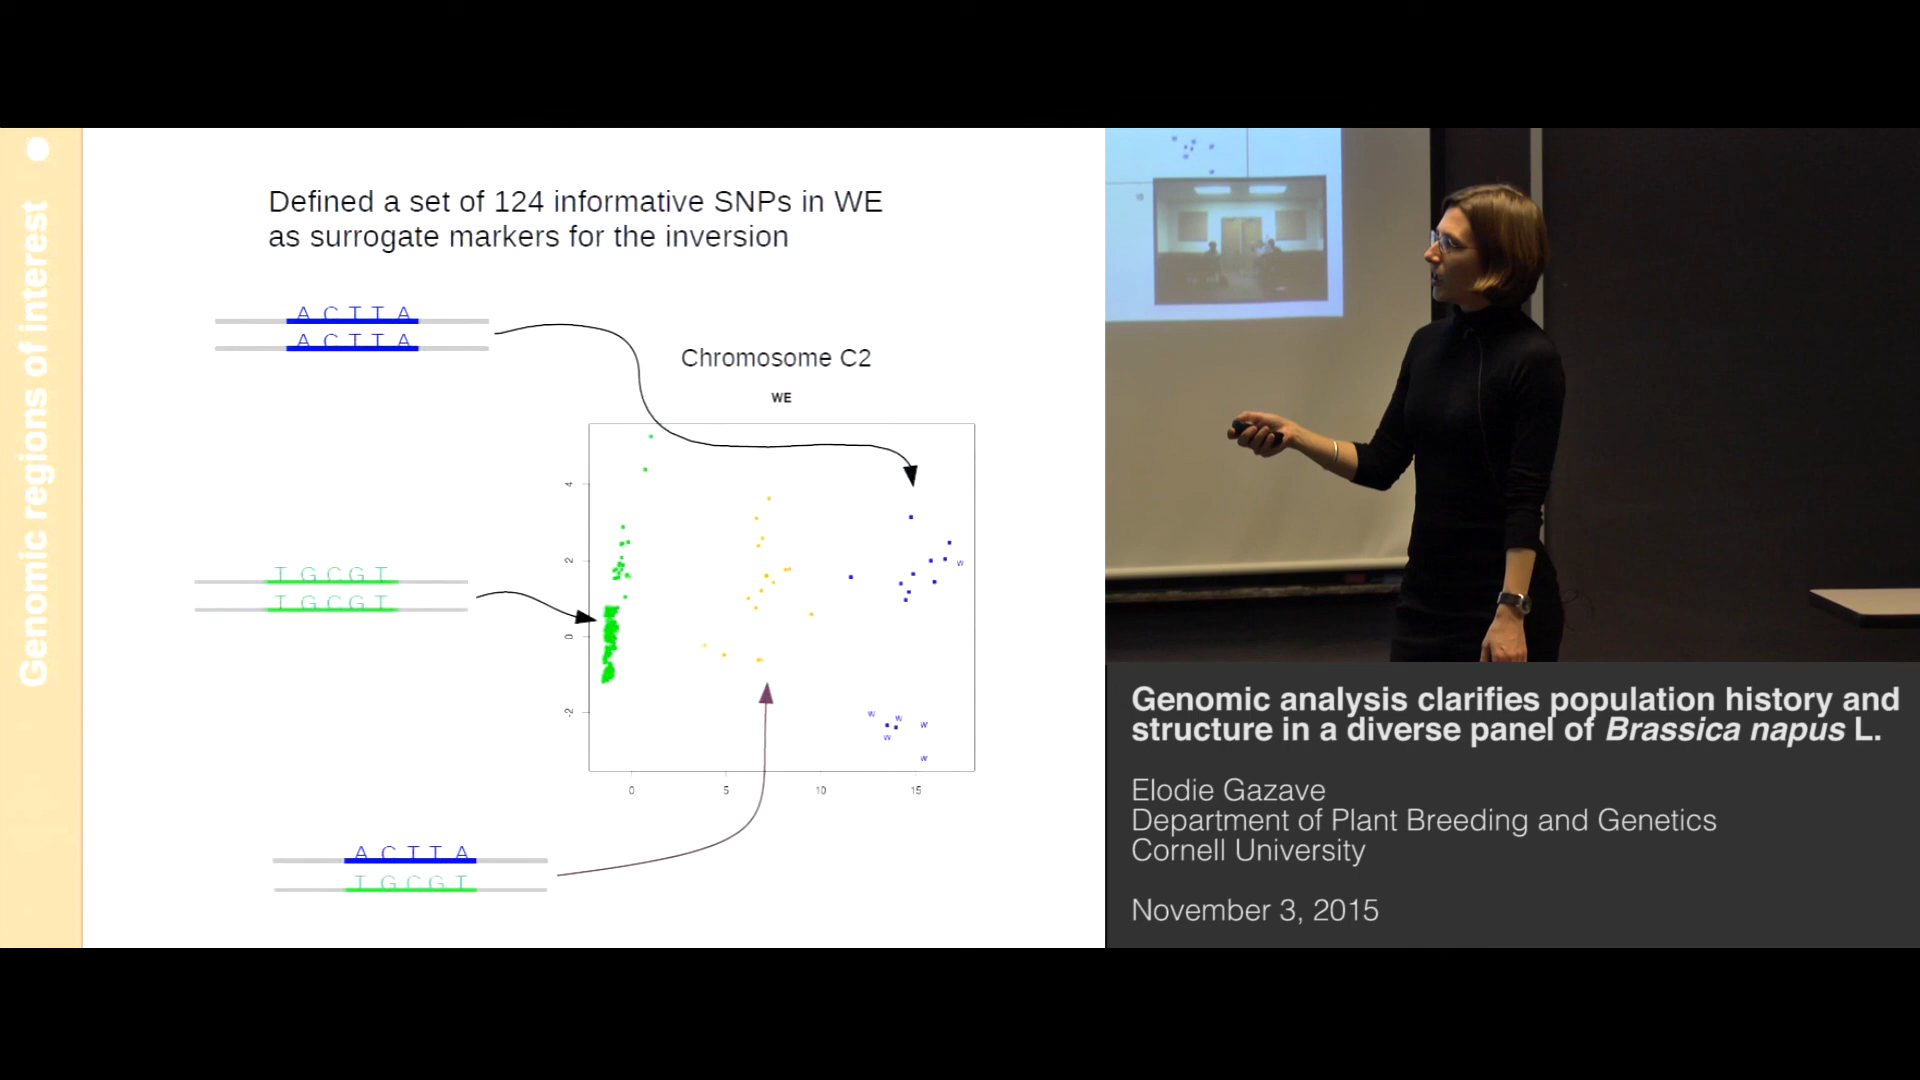 Genomic regions of interest
Defined a set of 124 informative SNPs in WE
as surrogate markers for the inversion
A C T T A
A C T T A
Chromosome C2
WE
4
2
0
-2
0 5 10 15
w
w
w
w
w
w
T G C G T
T G C G T
A C T T A
T G C G T
Genomic analysis clarifies population history and
structure in a diverse panel of Brassica napus L.
Elodie Gazave
Department of Plant Breeding and Genetics
Cornell University
November 3, 2015